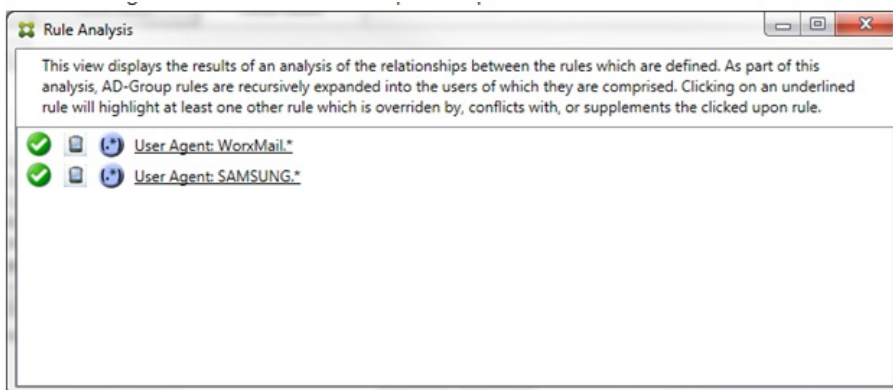 Rule Analysis
This view displays the results of an analysis of the relationships between the rules which are defined. As part of this
analysis, AD-Group rules are recursively expanded into the users of which they are comprised. Clicking on an underlined
rule will highlight at least one other rule which is overriden by, conflicts with, or supplements the clicked upon rule.
(.*) User Agent: WorxMail.*
(.*) User Agent: SAMSUNG.*